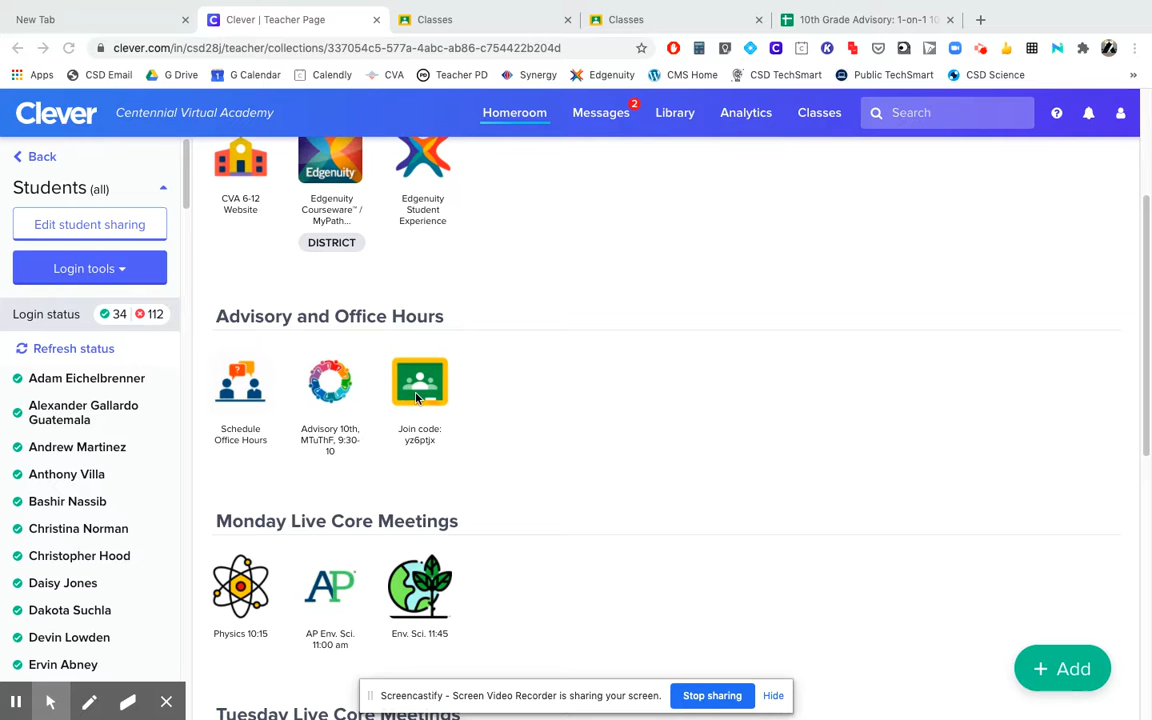 New Tab
Clever | Teacher Page
Classes
Classes
10th Grade Advisory: 1-on-1 10
clever.com/in/csd28j/teacher/collections/337054c5-577a-4abc-ab86-c754422b204d
Apps
CSD Email
G Drive
G Calendar
Calendly
CVA
Teacher PD
Synergy
Edgenuity
CMS Home
CSD TechSmart
Public TechSmart
CSD Science
»
Clever
Centennial Virtual Academy
Homeroom
Messages
2
Library
Analytics
Classes
Search
Back
Students (all)
Edit student sharing
Login tools
Login status
34
112
Refresh status
Adam Eichelbrenner
Alexander Gallardo
Guatemala
Andrew Martinez
Anthony Villa
Bashir Nassib
Christina Norman
Christopher Hood
Daisy Jones
Dakota Suchla
Devin Lowden
Ervin Abney
CVA 6-12
Website
Edgenuity
Edgenuity
Courseware™ /
MyPath...
DISTRICT
Edgenuity
Student
Experience
Advisory and Office Hours
Schedule
Office Hours
Advisory 10th,
MTuThF, 9:30-
10
Join code:
yz6ptjx
Monday Live Core Meetings
Physics 10:15
AP
AP Env. Sci.
11:00 am
Env. Sci. 11:45
+ Add
Screencastify - Screen Video Recorder is sharing your screen.
Stop sharing
Hide
Tuesday Live Core Meetings